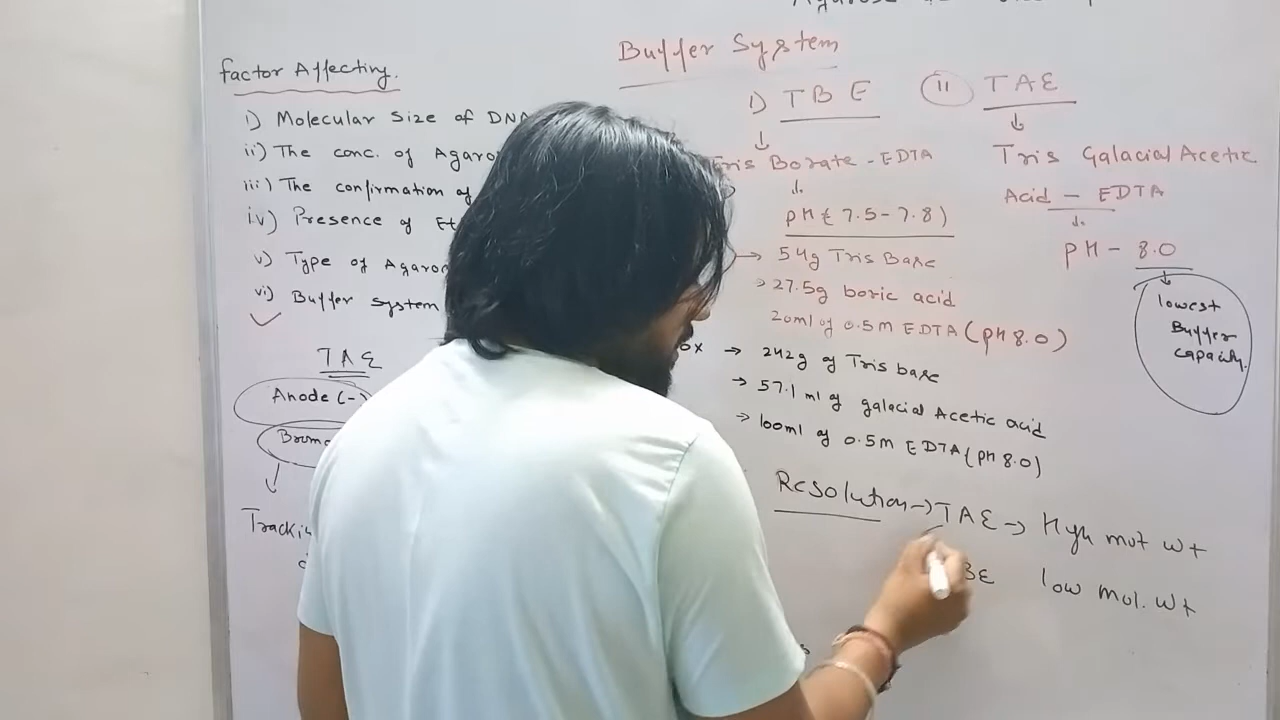 Buffer System
factor Affecting.
i) Molecular Size of DNA
ii) The conc. of
iii) The confirmation of
iv) Presence of
v) Type of
vi) Buffer system
TAE
Anode (-)
i) TBE
Tris Borate - EDTA
pH (7.5 - 7.8)
→ 54g Tris Base
→ 27.5g boric acid
20ml of 0.5M EDTA (pH 8.0)
→ 242g of Tris base
→ 57.1 ml of galacial Acetic acid
→ 100ml of 0.5M EDTA (pH 8.0)
ii TAE
Tris Galacial Acetic
Acid - EDTA
pH - 8.0
lowest
Buffer
capacity.
Resolution → TAE → High mot wt
low mol. wt